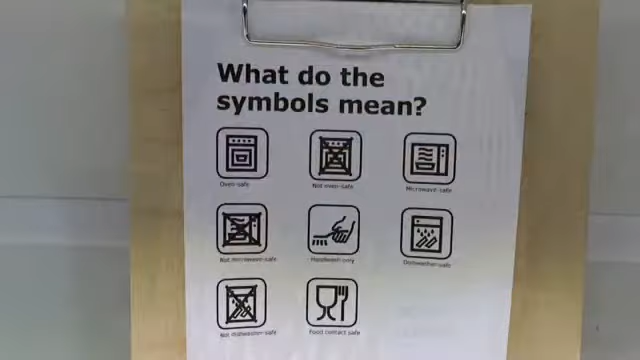 What do the
symbols mean?
Oven-safe
Not oven-safe
Microwave-safe
Not microwave-safe
Handwash only
Dishwasher-safe
Not dishwasher-safe
Food contact safe